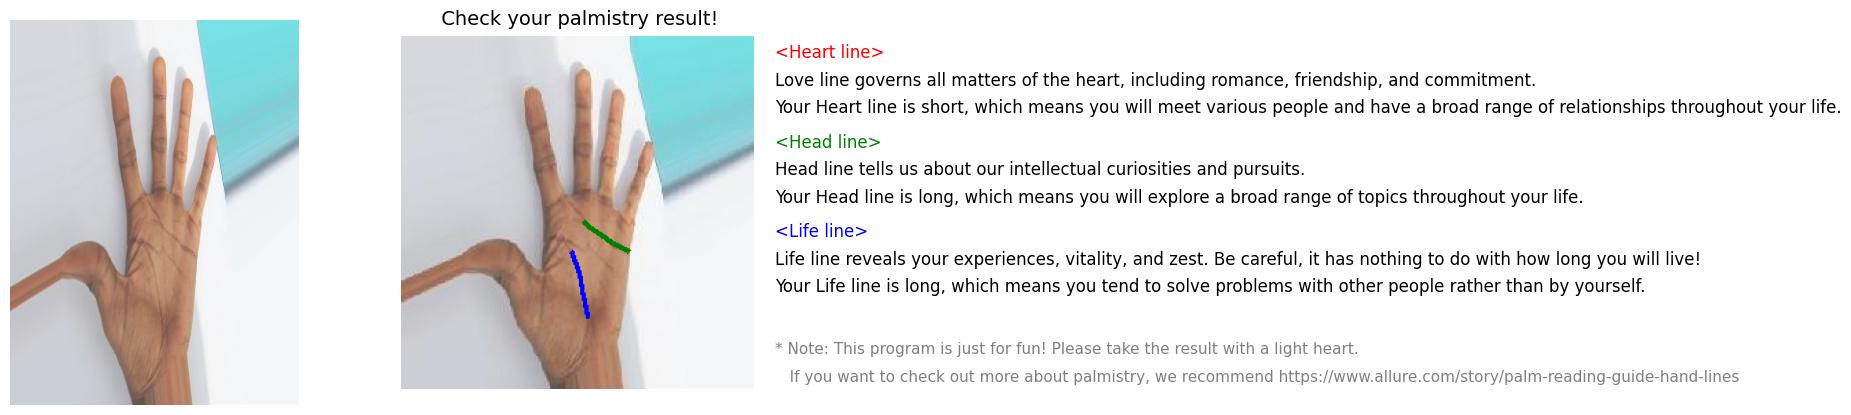 Check your palmistry result!
<Heart line>
Love line governs all matters of the heart, including romance, friendship, and commitment.
Your Heart line is short, which means you will meet various people and have a broad range of relationships throughout your life.
<Head line>
Head line tells us about our intellectual curiosities and pursuits.
Your Head line is long, which means you will explore a broad range of topics throughout your life.
<Life line>
Life line reveals your experiences, vitality, and zest. Be careful, it has nothing to do with how long you will live!
Your Life line is long, which means you tend to solve problems with other people rather than by yourself.
* Note: This program is just for fun! Please take the result with a light heart.
If you want to check out more about palmistry, we recommend https://www.allure.com/story/palm-reading-guide-hand-lines